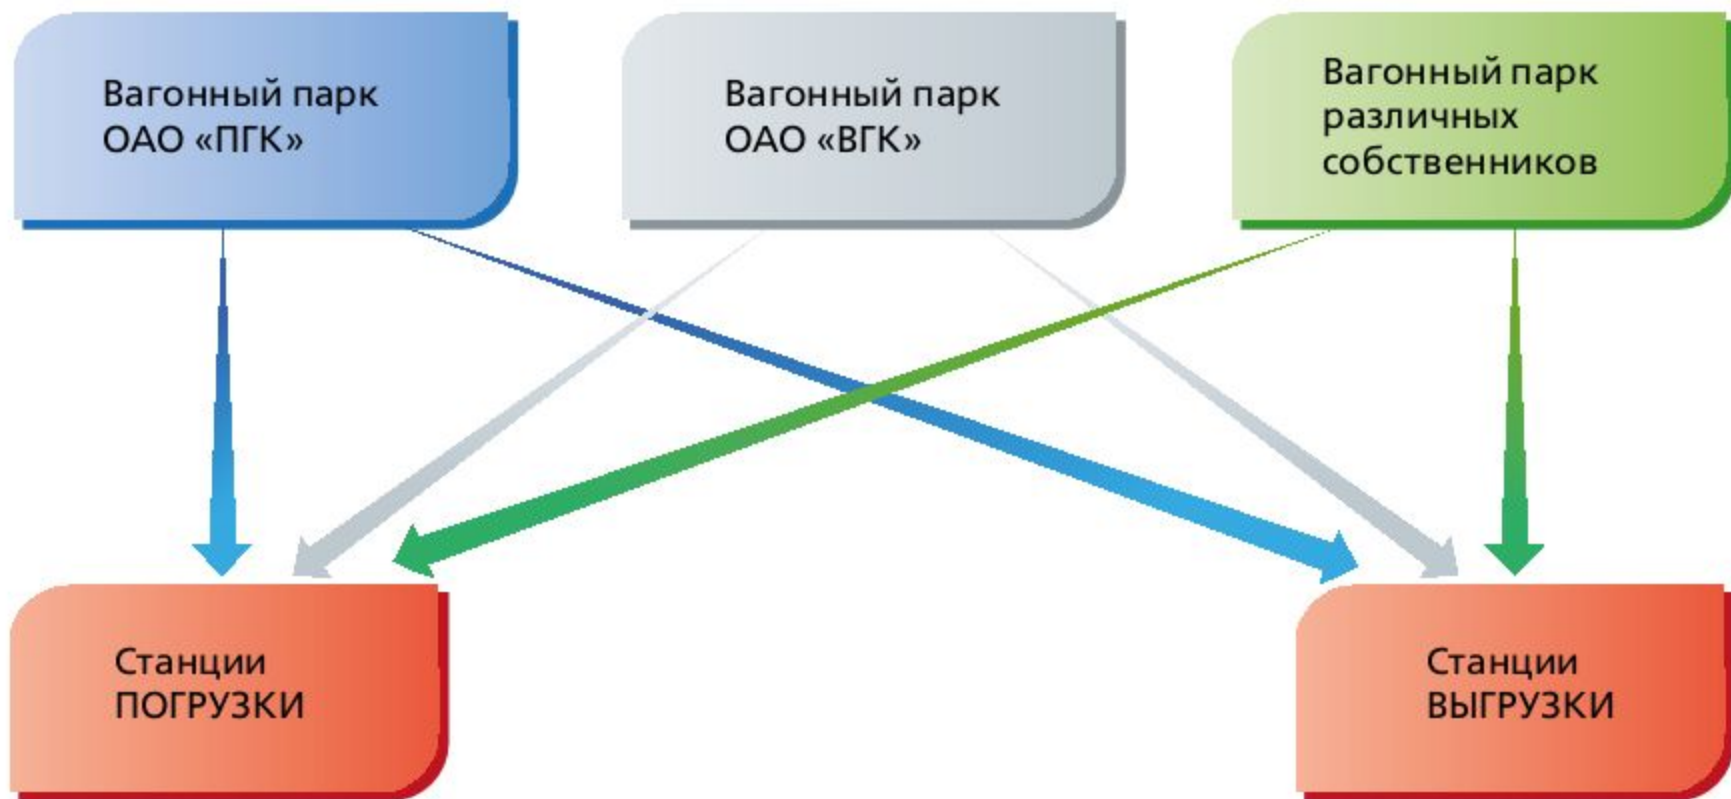 Вагонный парк
ОАО «ПГК»
Вагонный парк
ОАО «ВГК»
Вагонный парк
различных
собственников
Станции
ПОГРУЗКИ
Станции
ВЫГРУЗКИ